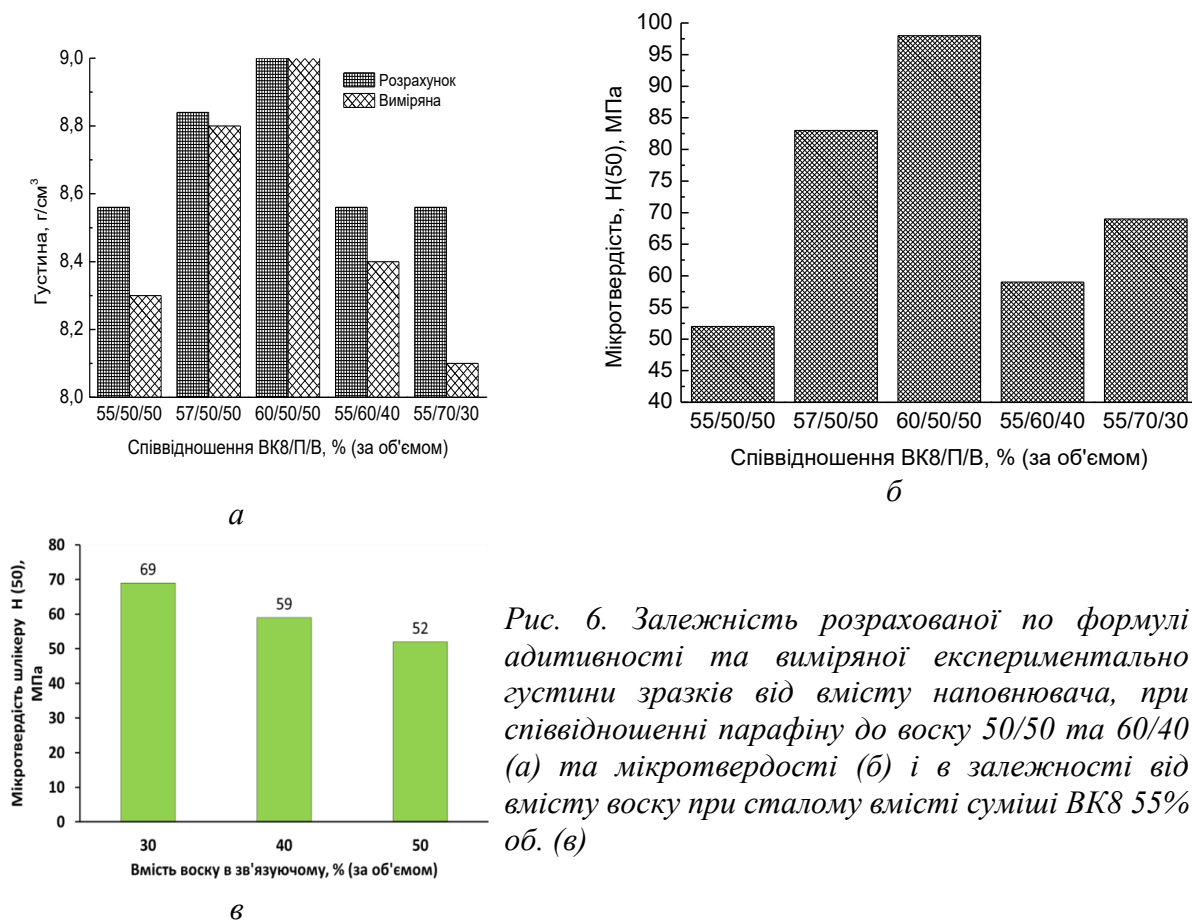 9,0
8,8
8,6
8,4
8,2
8,0
Густина, г/см³
Розрахунок
Виміряна
55/50/50 57/50/50 60/50/50 55/60/40 55/70/30
Співвідношення ВК8/П/В, % (за об'ємом)
а
100
95
90
85
80
75
70
65
60
55
50
45
40
Мікротвердість, Н(50), МПа
55/50/50 57/50/50 60/50/50 55/60/40 55/70/30
Співвідношення ВК8/П/В, % (за об'ємом)
б
80
70
60
50
40
30
20
10
0
Мікротвердість шлікеру Н (50),
МПа
69
59
52
30 40 50
Вмість воску в зв'язуючому, % (за об'ємом)
в
Рис. 6. Залежність розрахованої по формулі
адитивності та виміряної експериментально
густини зразків від вмісту наповнювача, при
співвідношенні парафіну до воску 50/50 та 60/40
(а) та мікротвердості (б) і в залежності від
вмісту воску при сталому вмісті суміші ВК8 55%
об. (в)